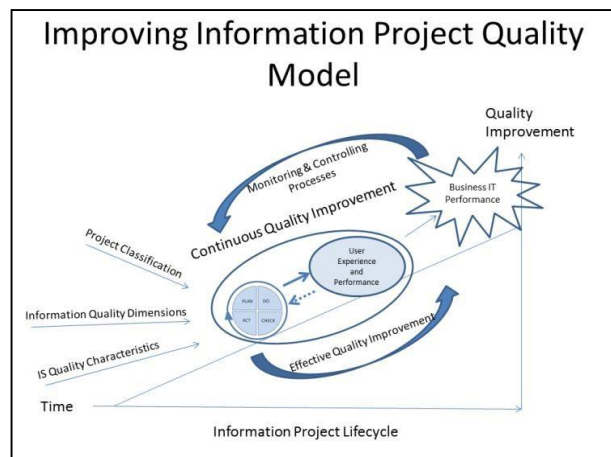 Improving Information Project Quality
Model
Quality
Improvement
Monitoring & Controlling
Processes
Business IT
Performance
Continuous Quality Improvement
Project Classification
User
Experience
and
Performance
PLAN DO
ACT CHECK
Information Quality Dimensions
IS Quality Characteristics
Effective Quality Improvement
Time
Information Project Lifecycle